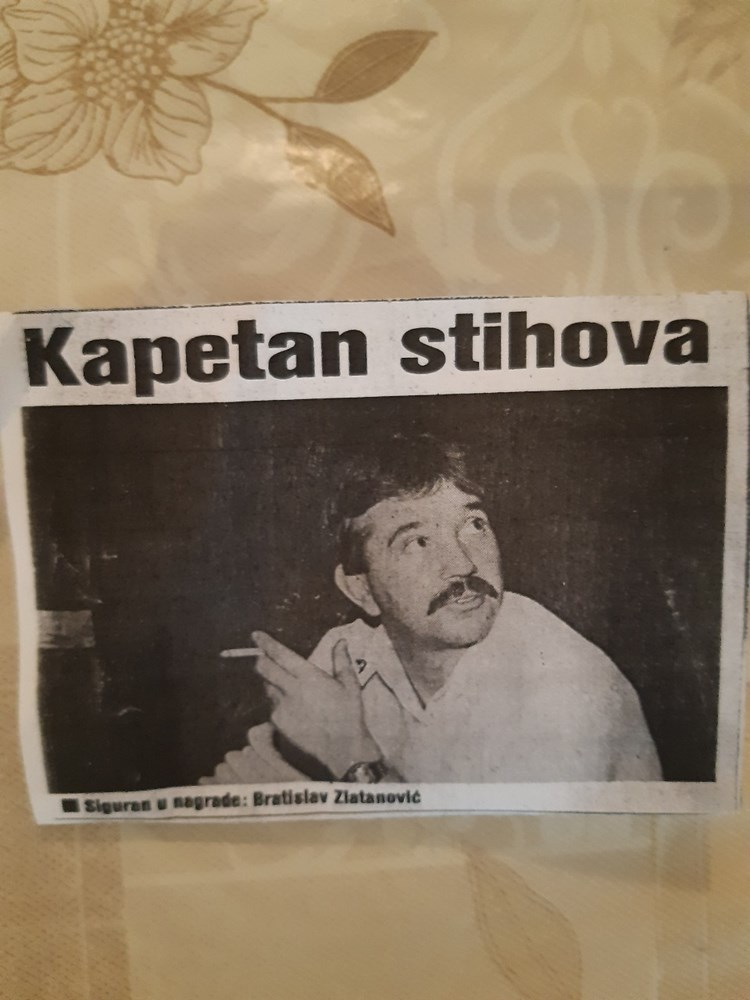 Kapetan stihova
Siguran u nagrade: Bratislav Zlatanović